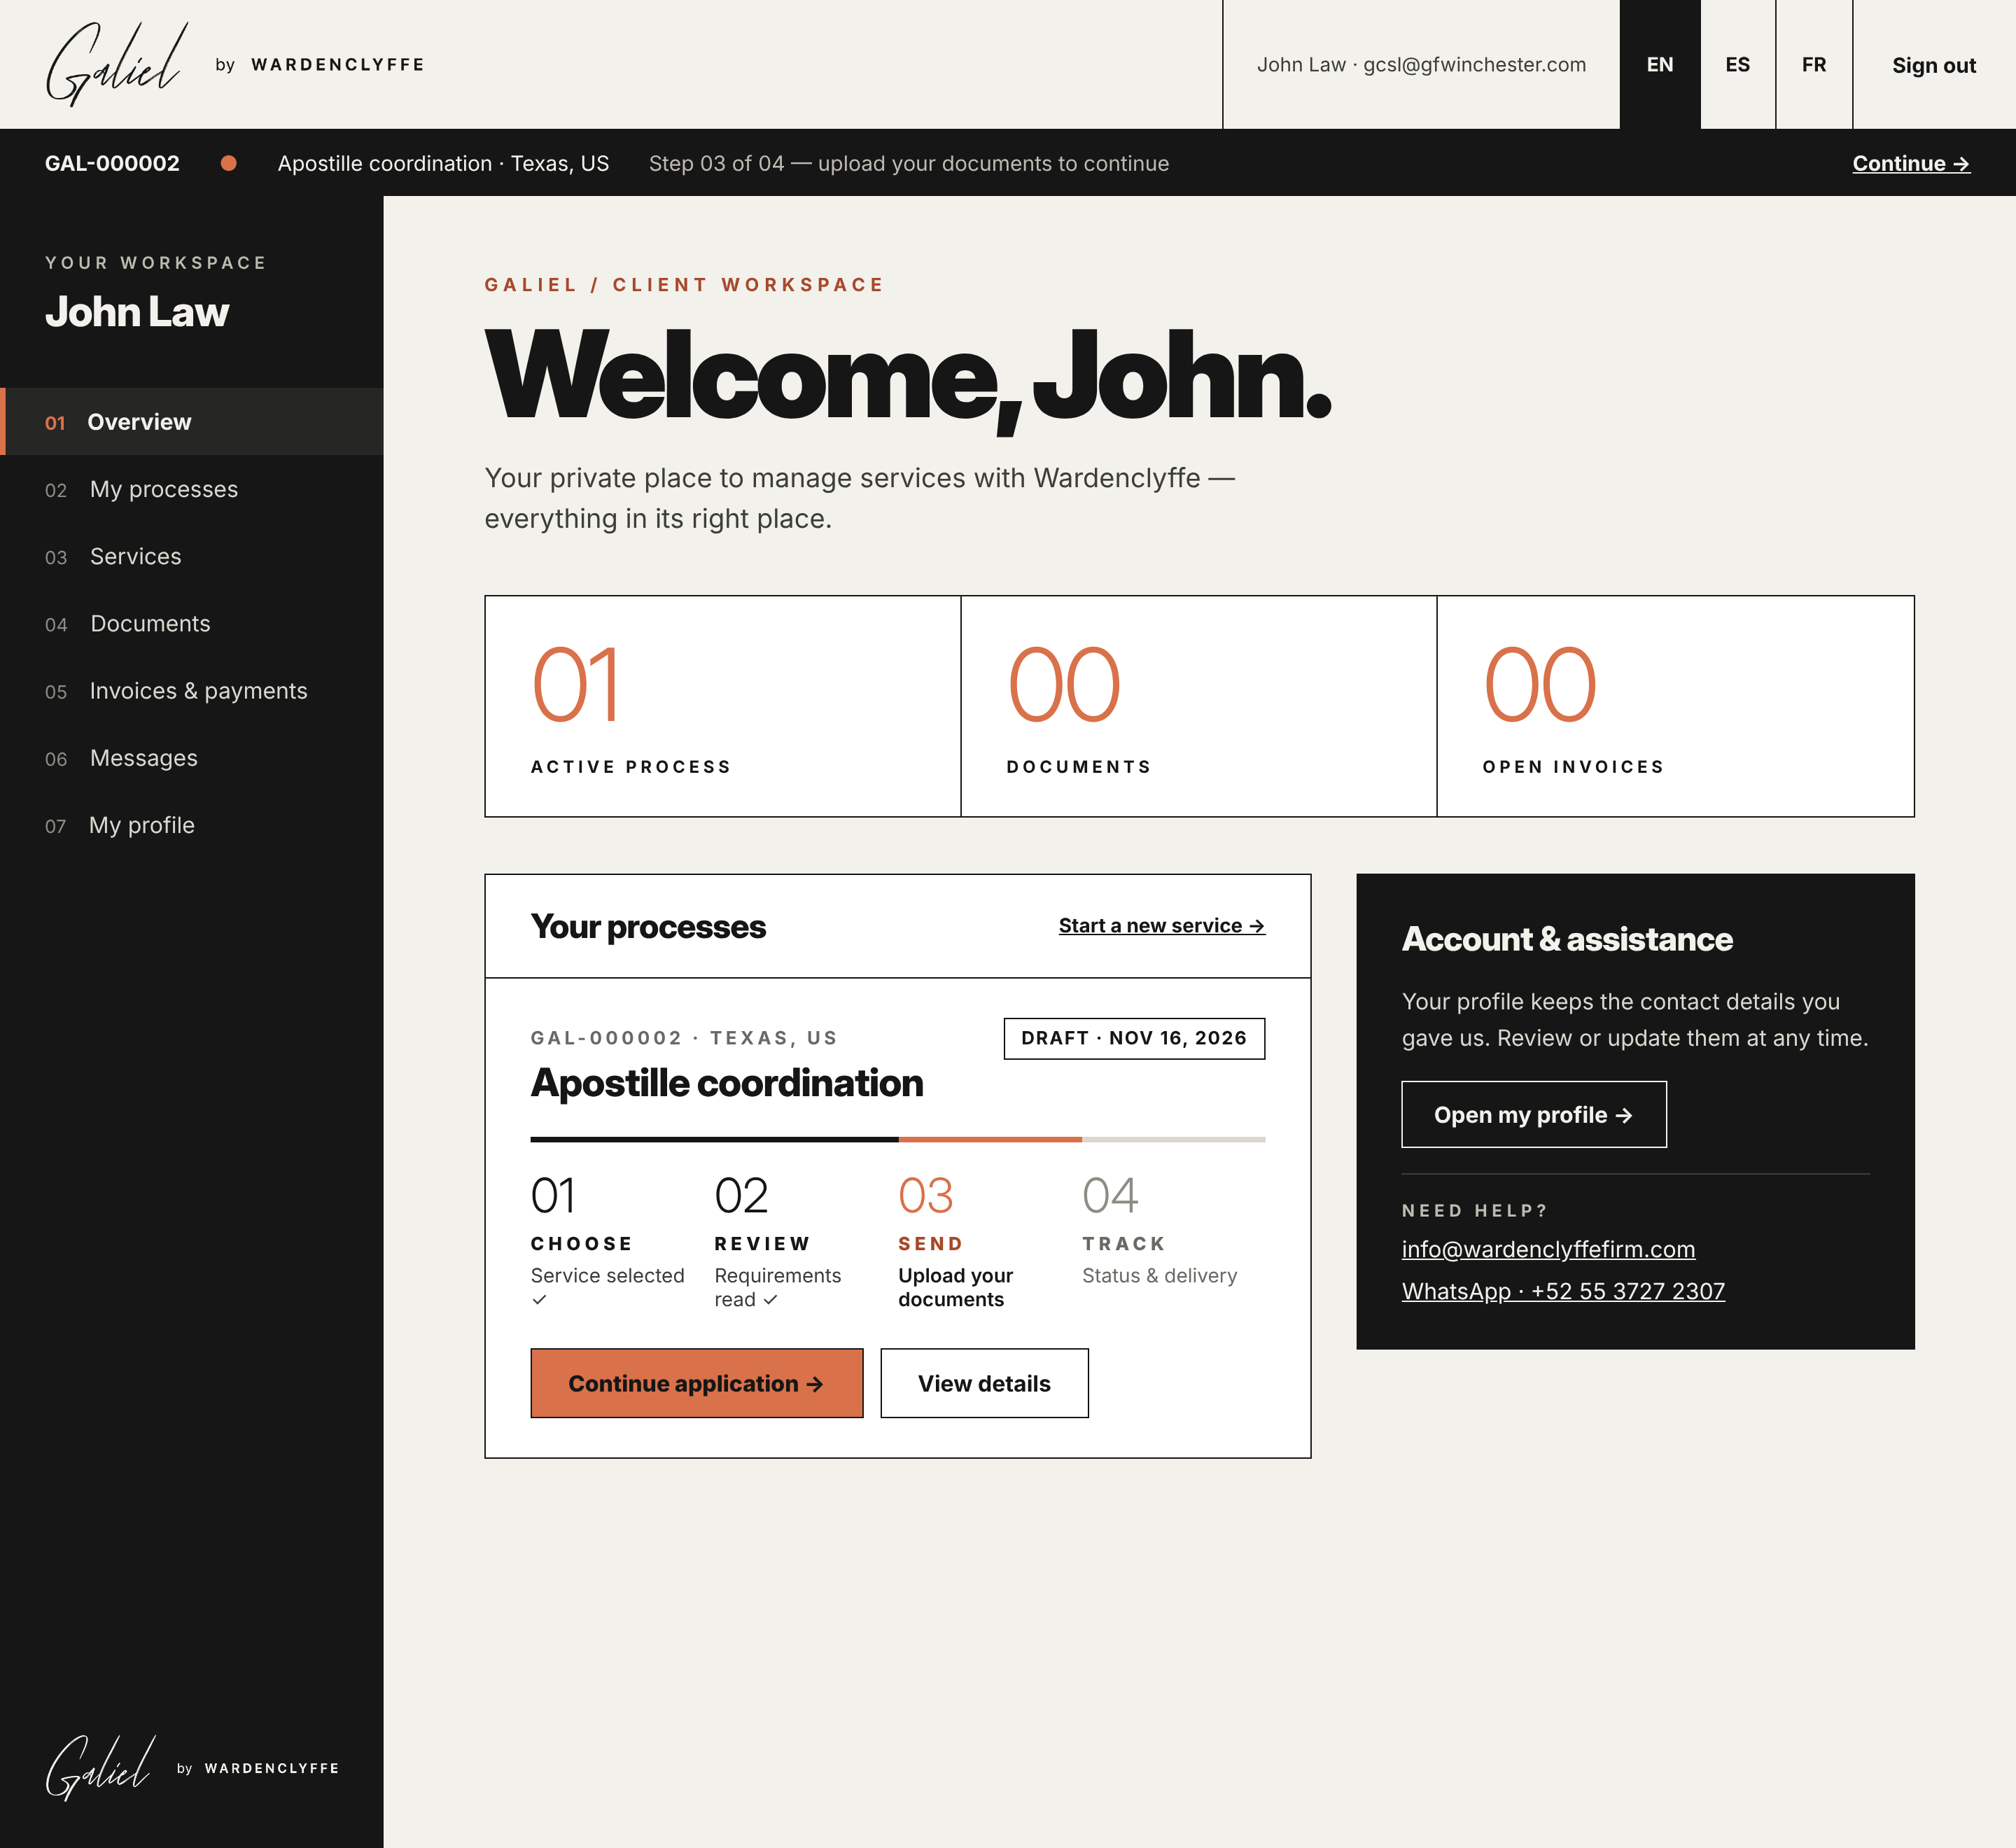 Galiel by WARDENCLYFFE
John Law · gcsl@gfwinchester.com
EN
ES
FR
Sign out
GAL-000002
Apostille coordination · Texas, US
Step 03 of 04 — upload your documents to continue
Continue →
YOUR WORKSPACE
John Law
01 Overview
02 My processes
03 Services
04 Documents
05 Invoices & payments
06 Messages
07 My profile
Galiel by WARDENCLYFFE
GALIEL / CLIENT WORKSPACE
Welcome, John.
Your private place to manage services with Wardenclyffe —
everything in its right place.
01
ACTIVE PROCESS
00
DOCUMENTS
00
OPEN INVOICES
Your processes
Start a new service →
GAL-000002 · TEXAS, US
DRAFT · NOV 16, 2026
Apostille coordination
01
CHOOSE
Service selected
✓
02
REVIEW
Requirements
read ✓
03
SEND
Upload your
documents
04
TRACK
Status & delivery
Continue application →
View details
Account & assistance
Your profile keeps the contact details you
gave us. Review or update them at any time.
Open my profile →
NEED HELP?
info@wardenclyffefirm.com
WhatsApp · +52 55 3727 2307